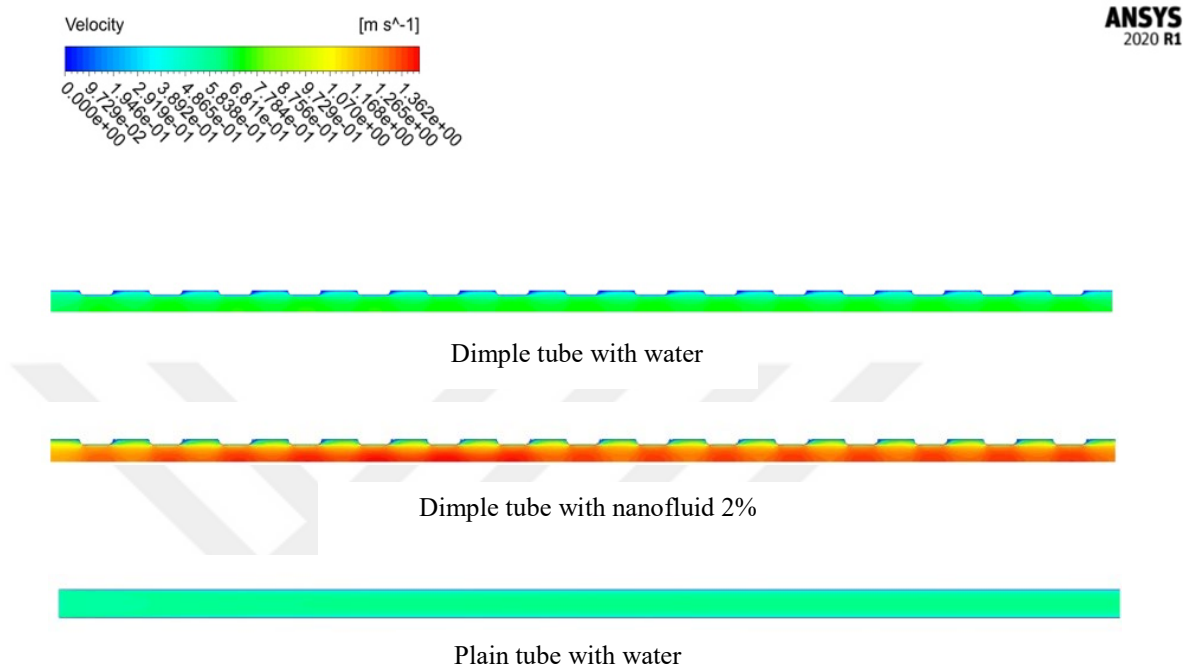 Velocity [m s^-1]
ANSYS
2020 R1
0.000e+00
9.729e-02
1.946e-01
2.919e-01
3.892e-01
4.865e-01
5.838e-01
6.811e-01
7.784e-01
8.756e-01
9.729e-01
1.070e+00
1.168e+00
1.265e+00
1.362e+00
Dimple tube with water
Dimple tube with nanofluid 2%
Plain tube with water